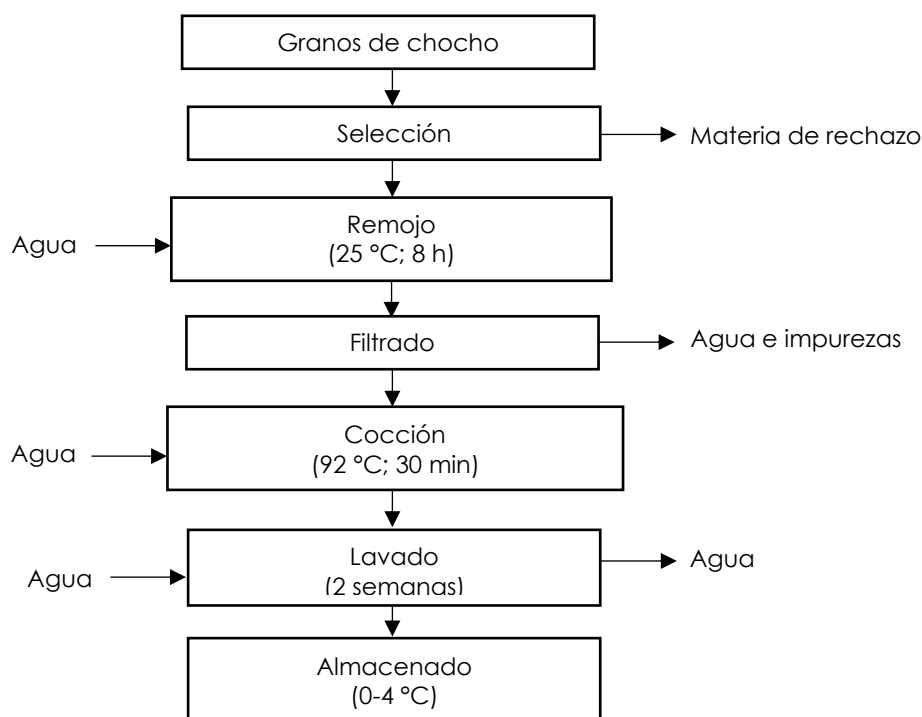 Granos de chocho
Selección
Materia de rechazo
Agua
Remojo
(25 °C; 8 h)
Filtrado
Agua e impurezas
Agua
Cocción
(92 °C; 30 min)
Agua
Lavado
(2 semanas)
Agua
Almacenado
(0-4 °C)